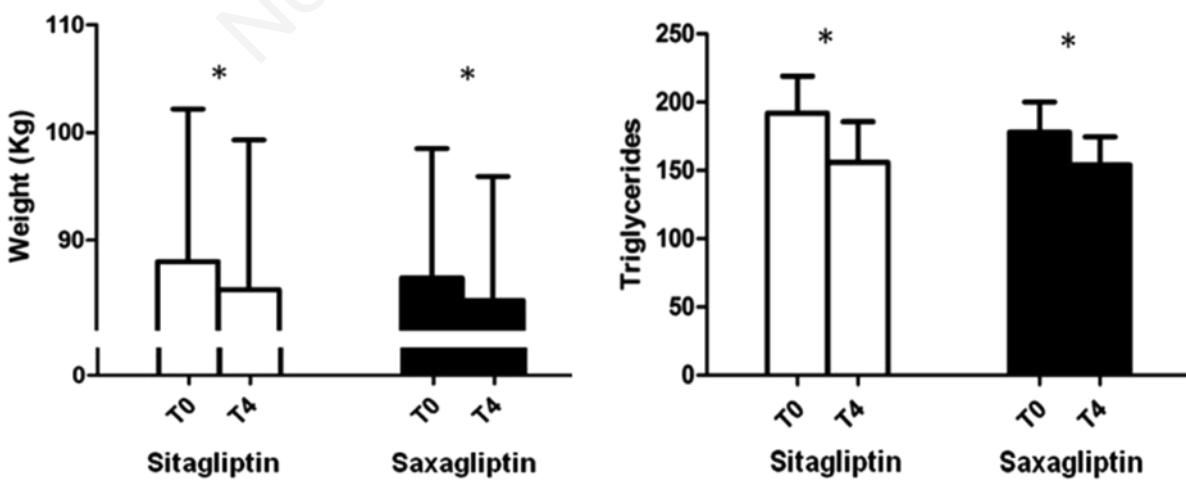 110
100
90
0
Weight (Kg)
*
*
T0
T4
T0
T4
Sitagliptin
Saxagliptin
250
200
150
100
50
0
Triglycerides
*
*
T0
T4
T0
T4
Sitagliptin
Saxagliptin